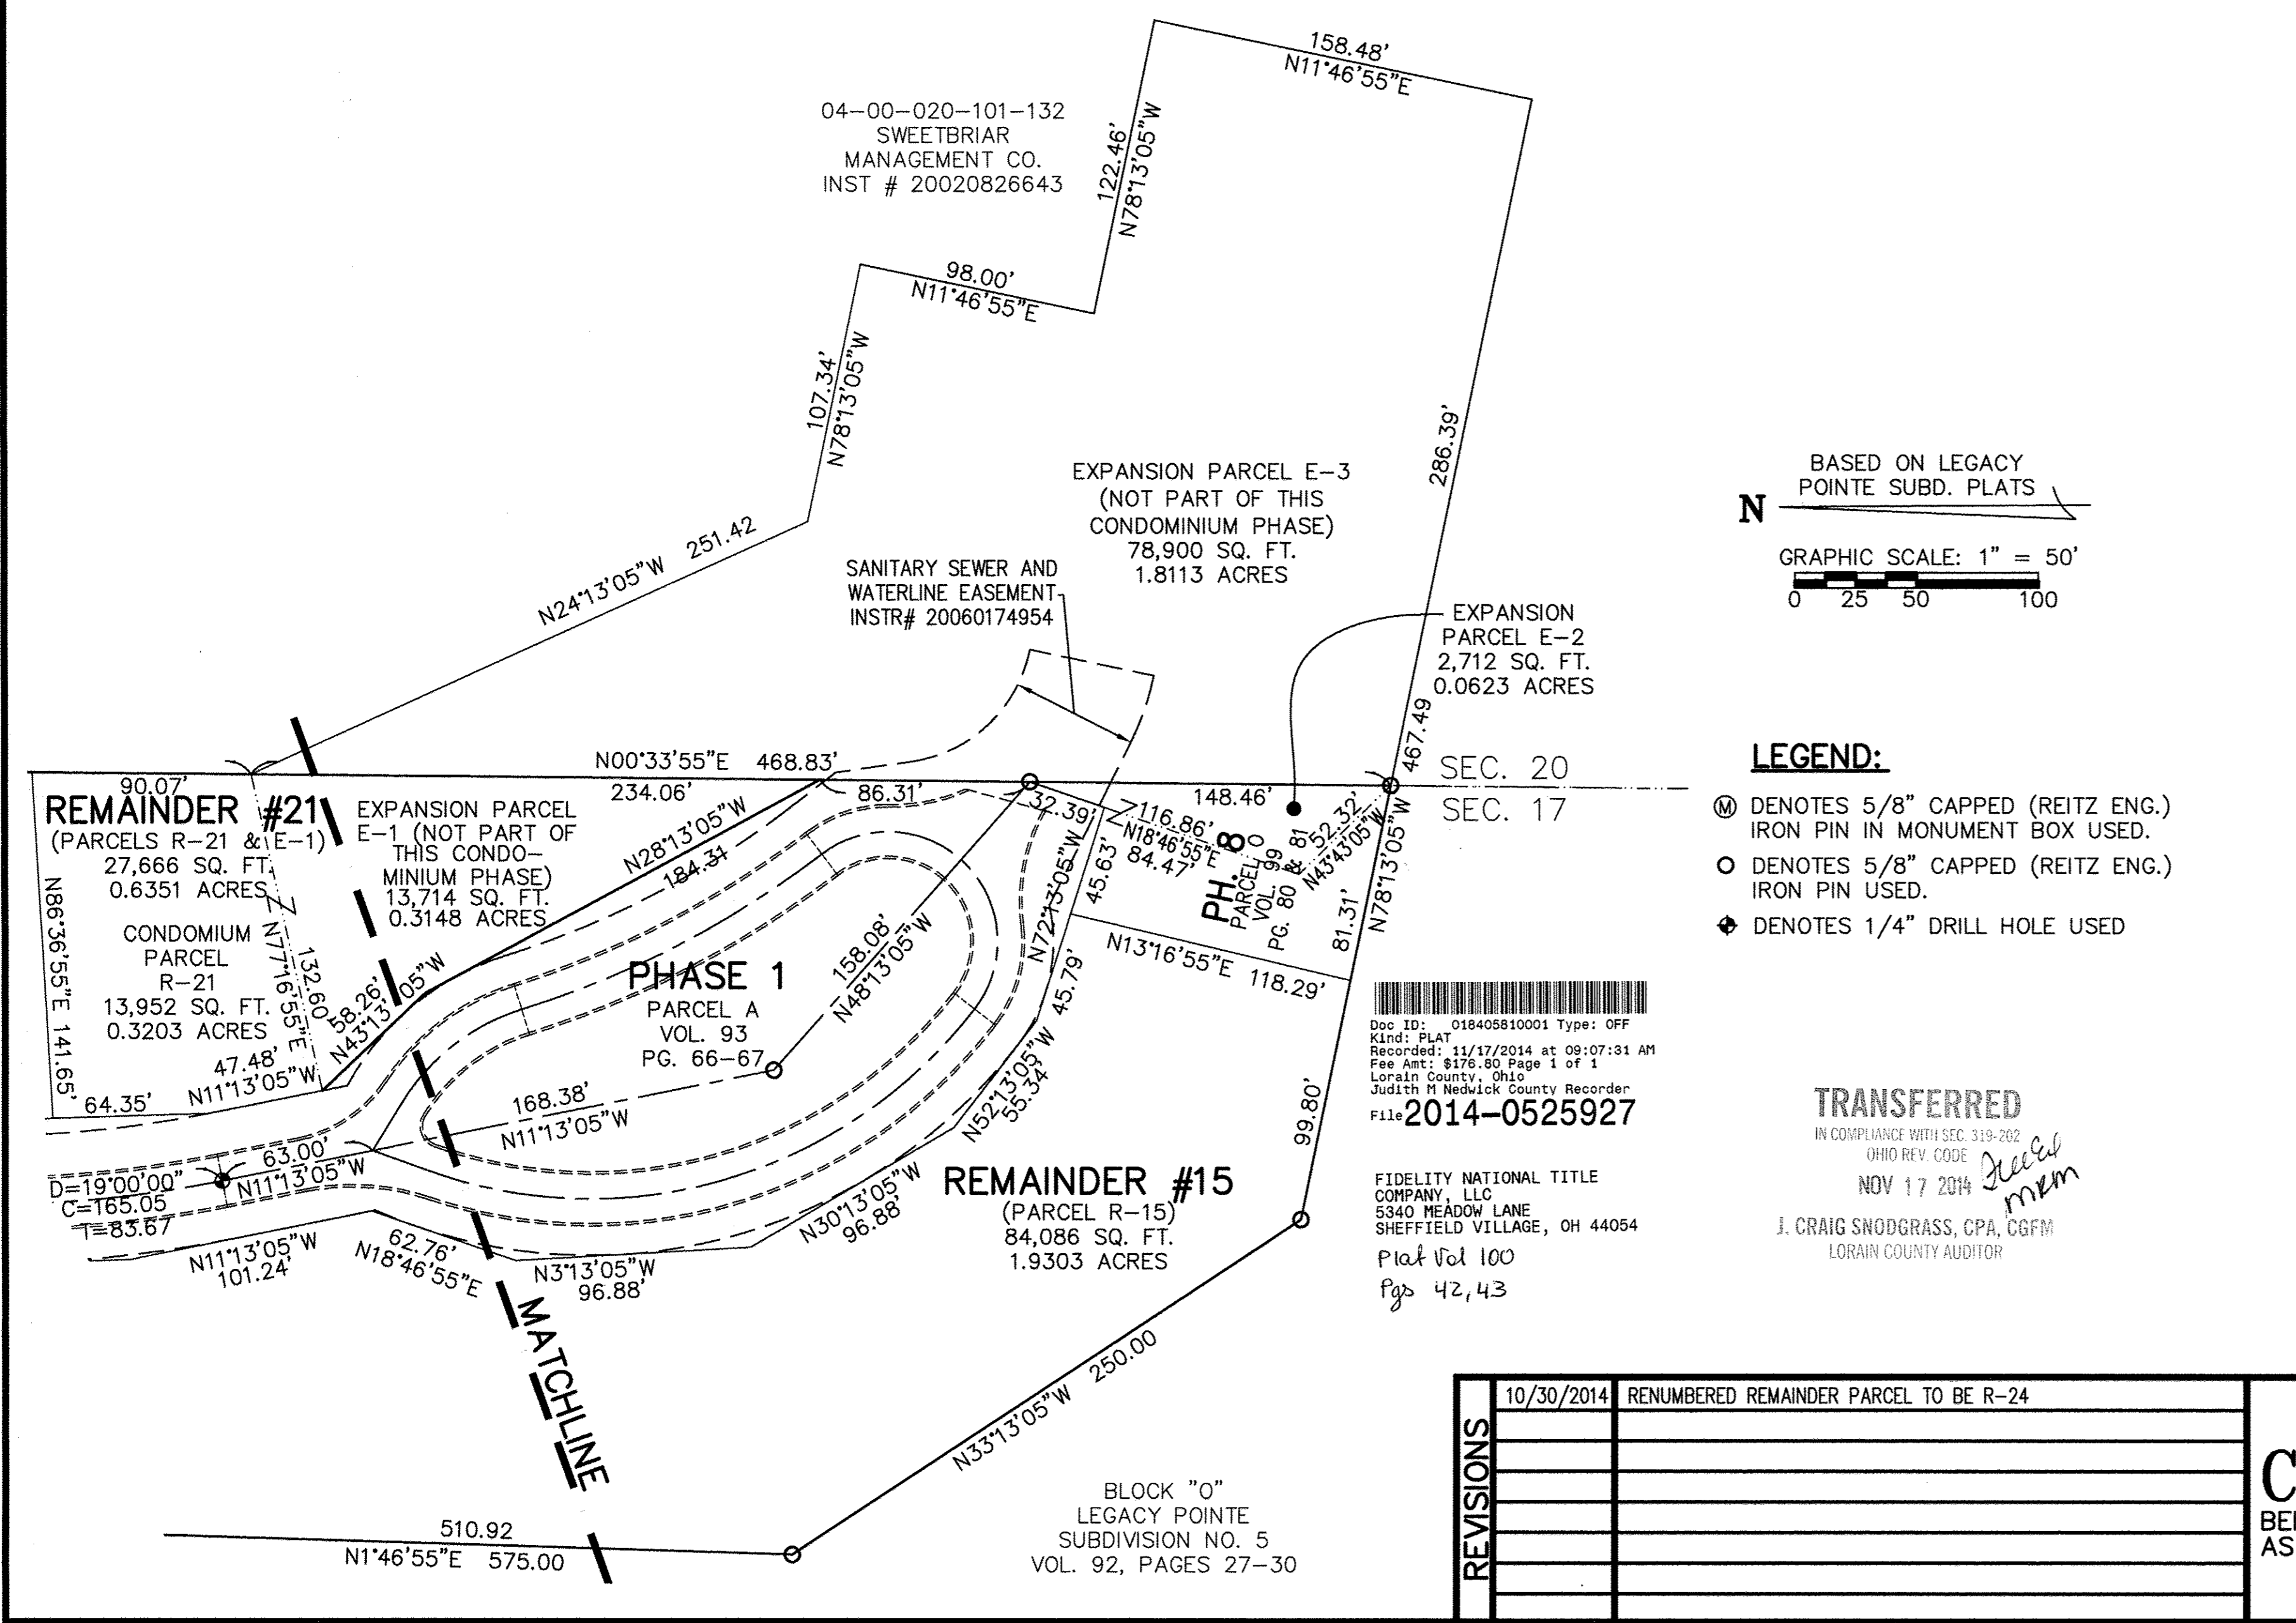 158.48'
N11°46'55"E
04-00-020-101-132
SWEETBRIAR
MANAGEMENT CO.
INST # 20020826643
122.46'
N78°13'05"W
98.00'
N11°46'55"E
107.34'
N78°13'05"W
286.39'
EXPANSION PARCEL E-3
(NOT PART OF THIS
CONDOMINIUM PHASE)
78,900 SQ. FT.
1.8113 ACRES
BASED ON LEGACY
POINTE SUBD. PLATS
N
GRAPHIC SCALE: 1" = 50'
0 25 50 100
N24°13'05"W 251.42
SANITARY SEWER AND
WATERLINE EASEMENT
INSTR# 20060174954
EXPANSION
PARCEL E-2
2,712 SQ. FT.
0.0623 ACRES
467.49
N00°33'55"E 468.83'
234.06'
86.31'
32.39'
148.46'
SEC. 20
SEC. 17
LEGEND:
M DENOTES 5/8" CAPPED (REITZ ENG.)
IRON PIN IN MONUMENT BOX USED.
DENOTES 5/8" CAPPED (REITZ ENG.)
IRON PIN USED.
DENOTES 1/4" DRILL HOLE USED
90.07'
REMAINDER #21
(PARCELS R-21 & E-1)
27,666 SQ. FT.
0.6351 ACRES
CONDOMIUM
PARCEL
R-21
13,952 SQ. FT.
0.3203 ACRES
N86°36'55"E 141.65'
EXPANSION PARCEL
E-1 (NOT PART OF
THIS CONDO-
MINIUM PHASE)
13,714 SQ. FT.
0.3148 ACRES
132.60
N77°16'55"E
58.26'
N43°13'05"W
N28°13'05"W
184.31
116.86'
N18°46'55"E
84.47'
PH. 8
PARCEL O
VOL. 99
PG. 80 & 81
52.32'
N43°43'05"W
N78°13'05"W
81.31'
N72°13'05"W
45.63'
45.79'
N13°16'55"E 118.29'
158.08'
N48°13'05"W
PHASE 1
PARCEL A
VOL. 93
PG. 66-67
47.48'
N11°13'05"W
64.35'
168.38'
N11°13'05"W
63.00'
N11°13'05"W
D=19°00'00"
C=165.05
T=83.67
N11°13'05"W
101.24'
62.76'
N18°46'55"E
N3°13'05"W
96.88'
N30°13'05"W
96.88'
N52°13'05"W
55.34'
REMAINDER #15
(PARCEL R-15)
84,086 SQ. FT.
1.9303 ACRES
99.80'
Doc ID: 018405810001 Type: OFF
Kind: PLAT
Recorded: 11/17/2014 at 09:07:31 AM
Fee Amt: $176.80 Page 1 of 1
Lorain County, Ohio
Judith M Nedwick County Recorder
File 2014-0525927
FIDELITY NATIONAL TITLE
COMPANY, LLC
5340 MEADOW LANE
SHEFFIELD VILLAGE, OH 44054
Plat Vol 100
Pgs 42,43
TRANSFERRED
IN COMPLIANCE WITH SEC. 319-202
OHIO REV. CODE
NOV 17 2014
mrm
J. CRAIG SNODGRASS, CPA, CGFM
LORAIN COUNTY AUDITOR
MATCHLINE
N33°13'05"W 250.00
510.92
N1°46'55"E 575.00
BLOCK "O"
LEGACY POINTE
SUBDIVISION NO. 5
VOL. 92, PAGES 27-30
REVISIONS
10/30/2014 RENUMBERED REMAINDER PARCEL TO BE R-24
C
BE
AS